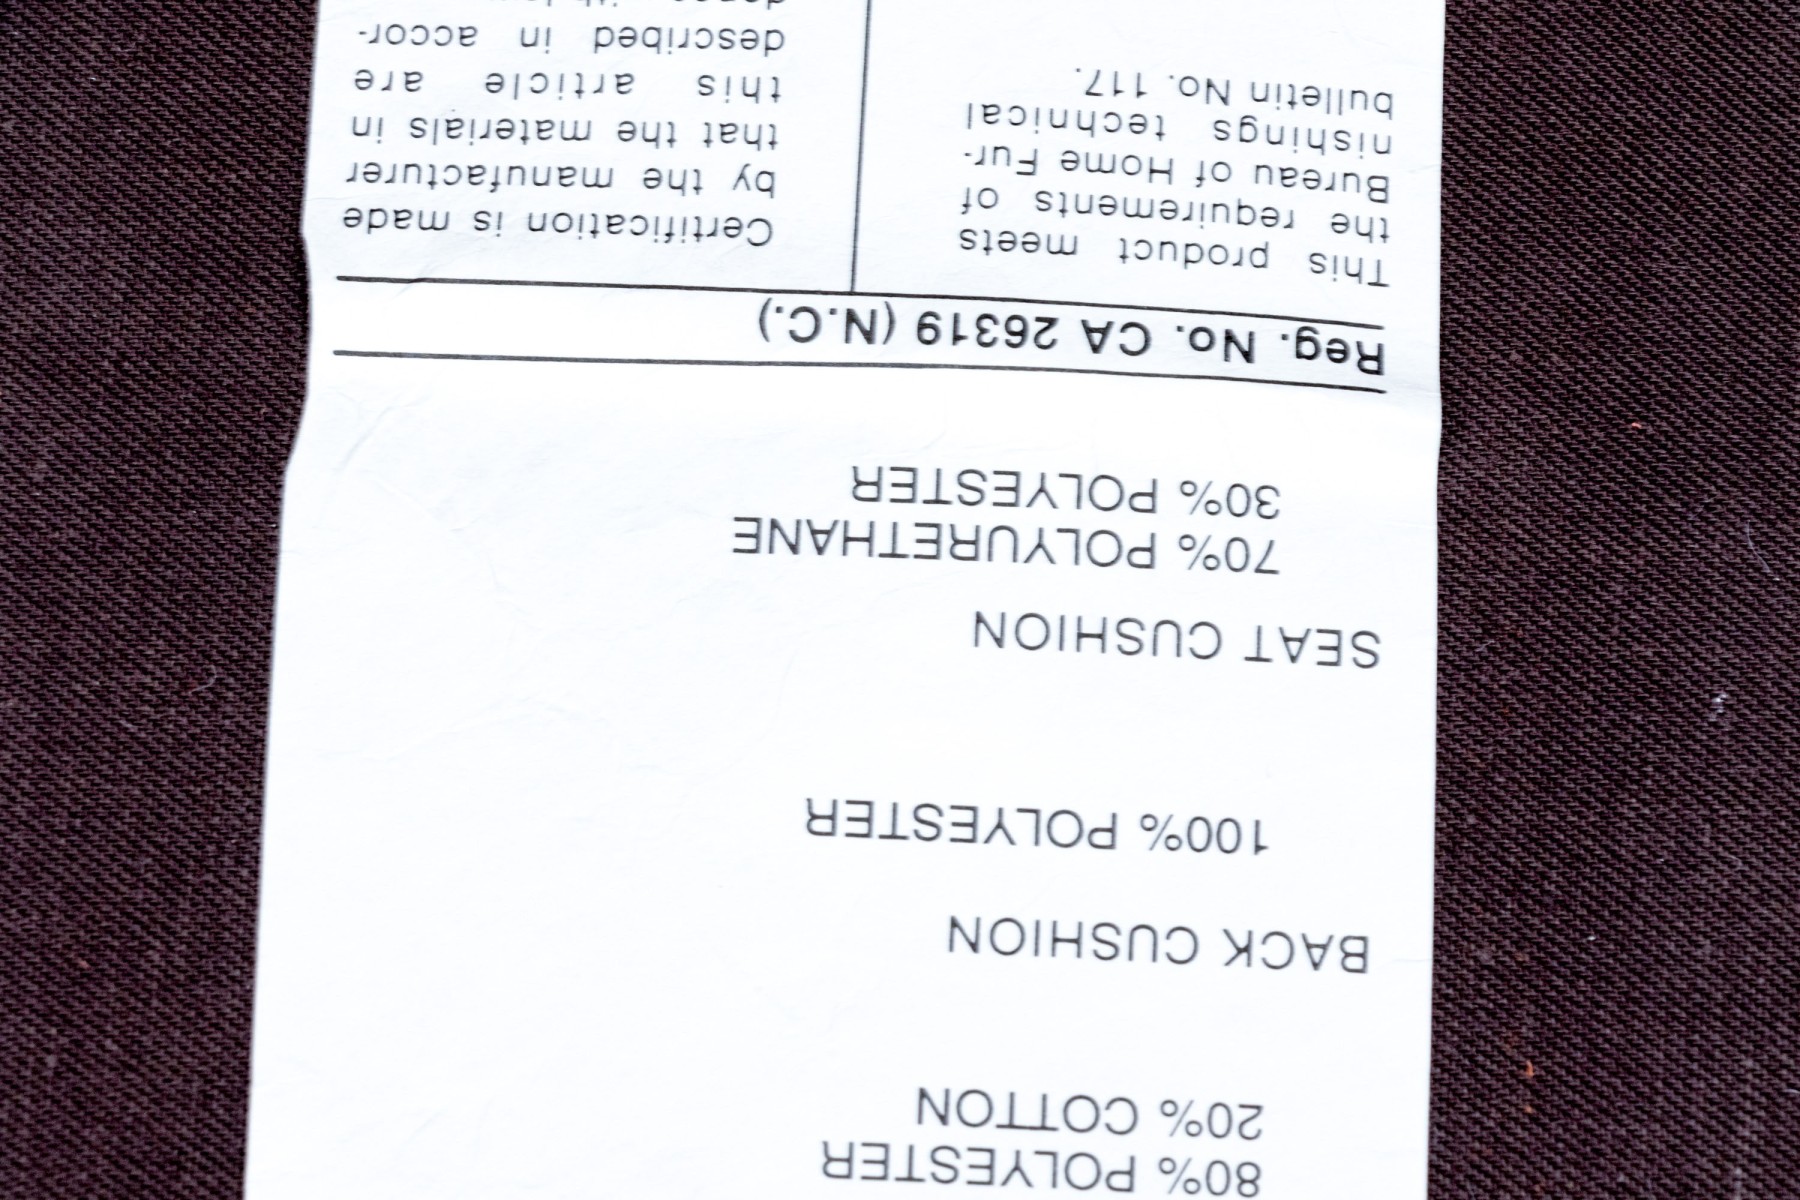 80% POLYESTER
20% COTTON
BACK CUSHION
100% POLYESTER
SEAT CUSHION
70% POLYURETHANE
30% POLYESTER
Reg. No. CA 26319 (N.C.)
This product meets
the requirements of
Bureau of Home Fur-
nishings technical
bulletin No. 117.
Certification is made
by the manufacturer
that the materials in
this article are
described in accor-